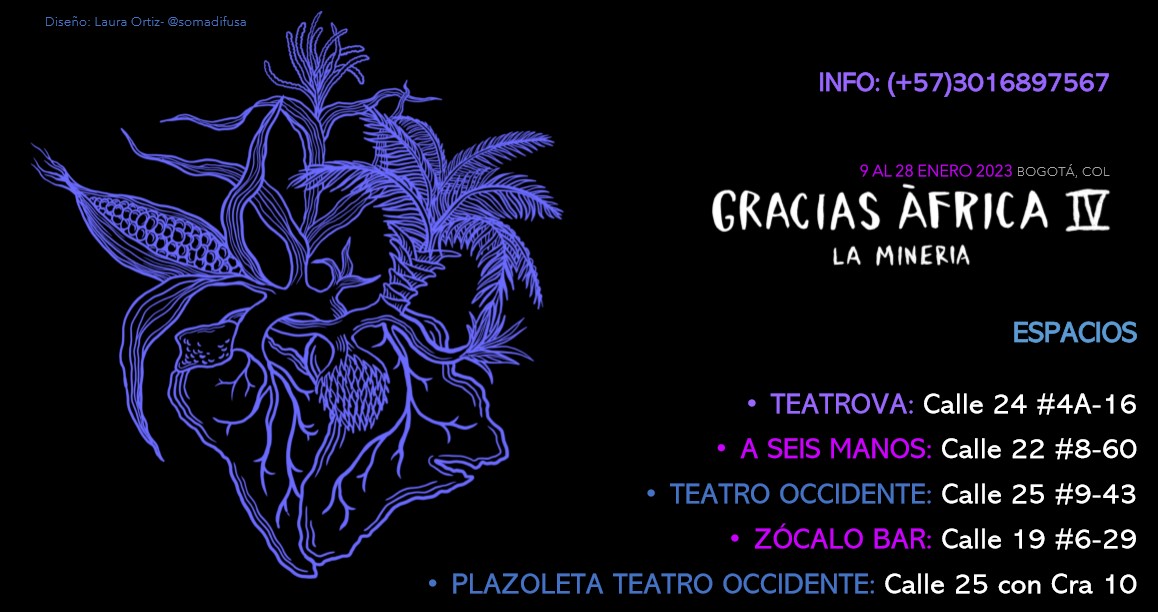 Diseño: Laura Ortiz- @somadifusa
INFO: (+57)3016897567
9 AL 28 ENERO 2023 BOGOTÁ, COL
GRACIAS ÀFRICA IV
LA MINERIA
ESPACIOS
• TEATROVA: Calle 24 #4A-16
• A SEIS MANOS: Calle 22 #8-60
• TEATRO OCCIDENTE: Calle 25 #9-43
• ZÓCALO BAR: Calle 19 #6-29
• PLAZOLETA TEATRO OCCIDENTE: Calle 25 con Cra 10